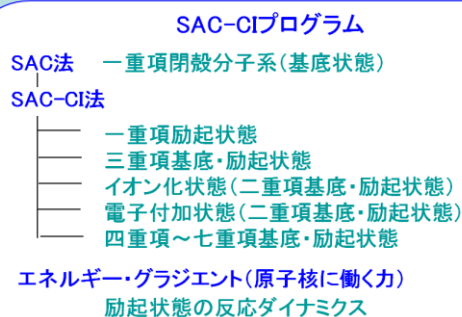 SAC-CIプログラム
SAC法 一重項閉殻分子系(基底状態)
SAC-CI法
一重項励起状態
三重項基底・励起状態
イオン化状態(二重項基底・励起状態)
電子付加状態(二重項基底・励起状態)
四重項~七重項基底・励起状態
エネルギー・グラジエント(原子核に働く力)
励起状態の反応ダイナミクス